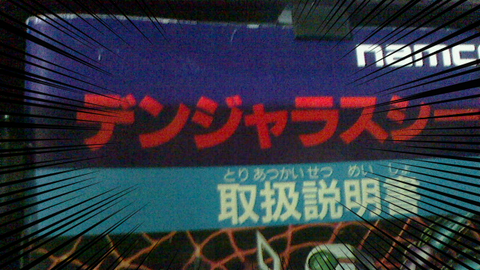 namco
デンジャラスシー
とりあつかいせつめいしょ
取扱説明書